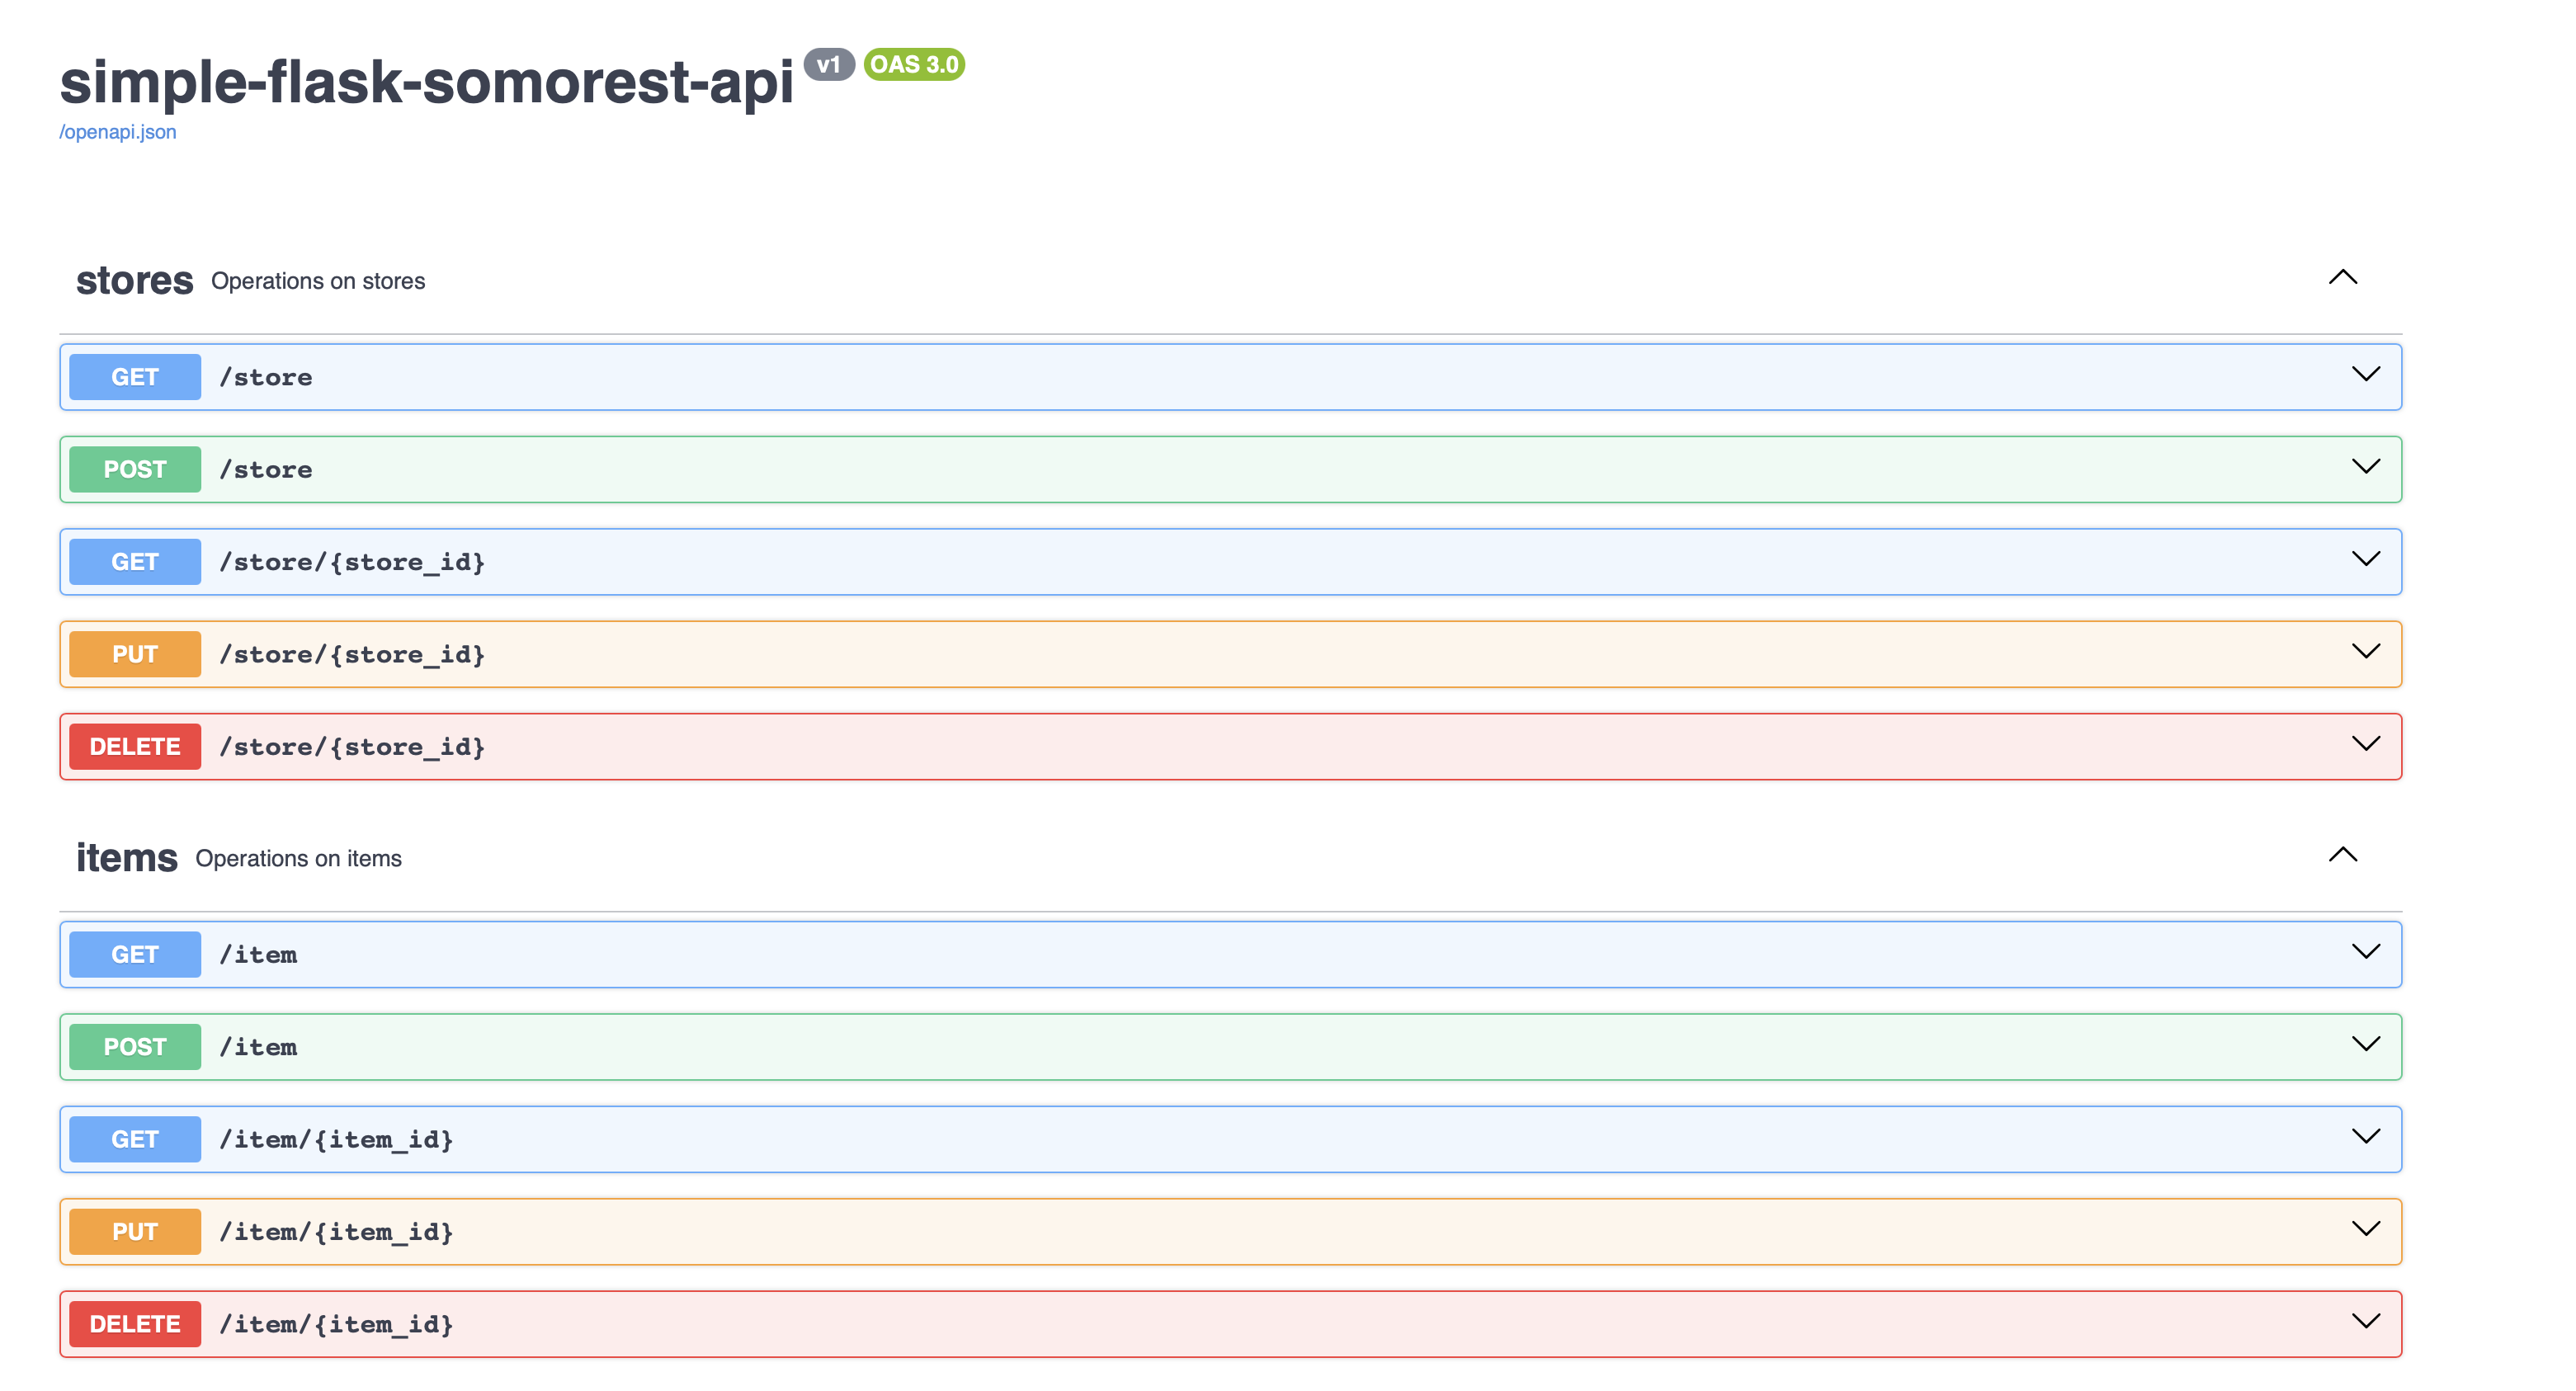 simple-flask-somorest-api v1 OAS 3.0
/openapi.json
stores Operations on stores
GET /store
POST /store
GET /store/{store_id}
PUT /store/{store_id}
DELETE /store/{store_id}
items Operations on items
GET /item
POST /item
GET /item/{item_id}
PUT /item/{item_id}
DELETE /item/{item_id}